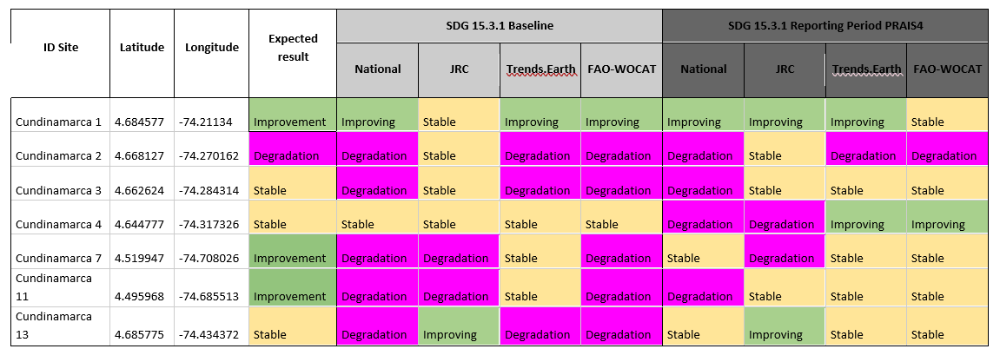 SDG 15.3.1 Baseline SDG 15.3.1 Reporting Period PRAIS4
ID Site Latitude Longitude Expected
result
National JRC Trends.Earth FAO-WOCAT National JRC Trends.Earth FAO-WOCAT
Cundinamarca 1 4.684577 -74.21134 Improvement Improving Stable Improving Improving Improving Improving Improving Stable
Cundinamarca 2 4.668127 -74.270162 Degradation Degradation Stable Degradation Degradation Degradation Stable Degradation Degradation
Cundinamarca 3 4.662624 -74.284314 Stable Degradation Stable Degradation Degradation Degradation Stable Stable Stable
Cundinamarca 4 4.644777 -74.317326 Stable Stable Stable Stable Stable Degradation Degradation Improving Improving
Cundinamarca 7 4.519947 -74.708026 Improvement Degradation Degradation Stable Degradation Stable Degradation Stable Stable
Cundinamarca
11 4.495968 -74.685513 Improvement Degradation Degradation Stable Degradation Degradation Stable Stable Stable
Cundinamarca
13 4.685775 -74.434372 Stable Degradation Improving Degradation Degradation Stable Improving Stable Stable